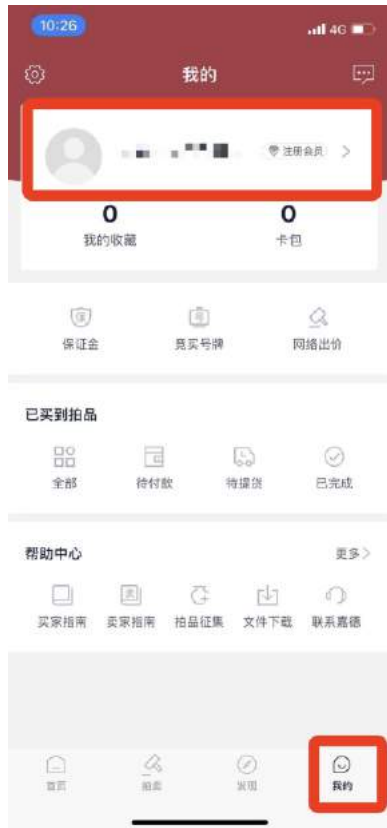 10:26 4G
我的
注册会员
0 0
我的收藏 卡包
保证金 竞买号牌 网络出价
已买到拍品
全部 待付款 待提货 已完成
帮助中心 更多
买家指南 卖家指南 拍品征集 文件下载 联系嘉德
首页 拍卖 发现 我的